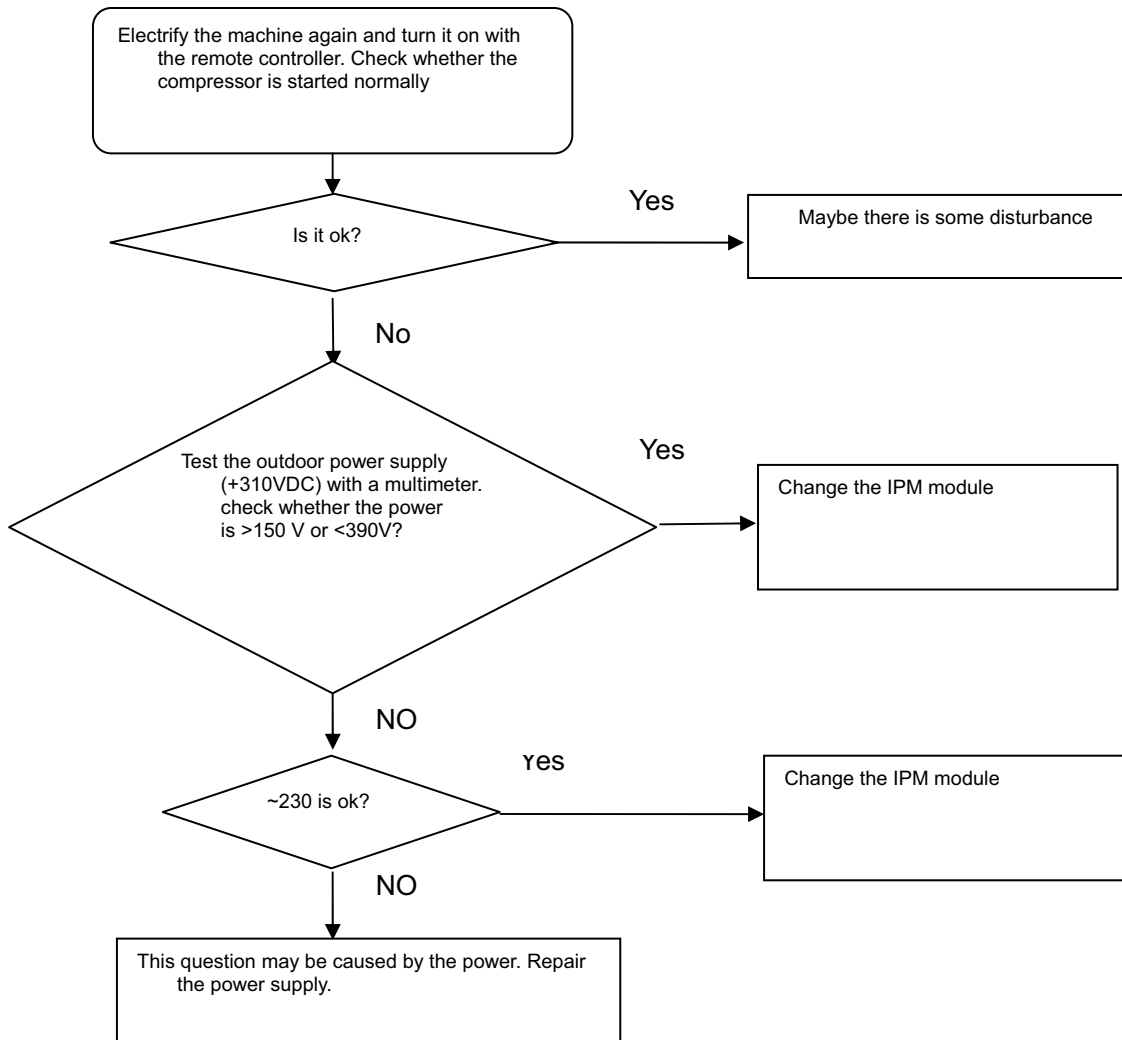 Electrify the machine again and turn it on with
the remote controller. Check whether the
compressor is started normally
Is it ok?
Yes
Maybe there is some disturbance
No
Test the outdoor power supply
(+310VDC) with a multimeter.
check whether the power
is >150 V or <390V?
Yes
Change the IPM module
NO
~230 is ok?
Yes
Change the IPM module
NO
This question may be caused by the power. Repair
the power supply.